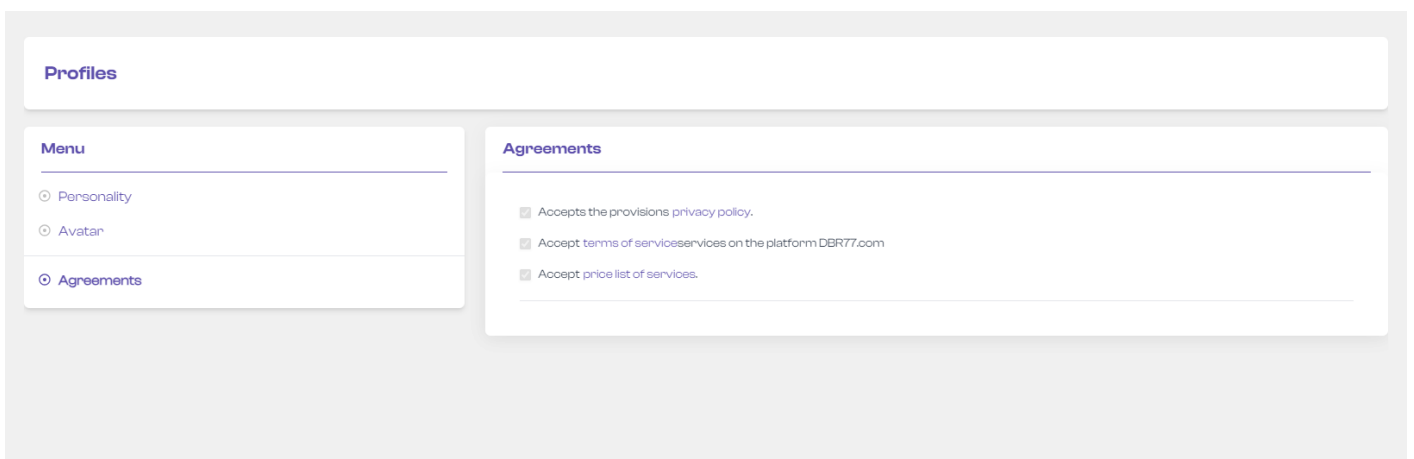 Profiles
Menu
Personality
Avatar
Agreements
Agreements
Accepts the provisions privacy policy.
Accept terms of serviceservices on the platform DBR77.com
Accept price list of services.